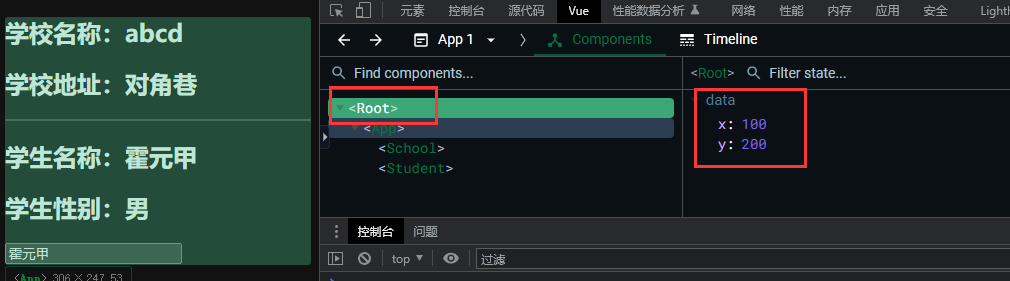 学校名称：abcd
学校地址：对角巷
学生名称：霍元甲
学生性别：男
霍元甲
<App> 306 × 247.53
元素 控制台 源代码 Vue 性能数据分析 网络 性能 内存 应用 安全 Lighth
App 1 Components Timeline
Find components...
<Root>
<App>
<School>
<Student>
<Root> Filter state...
data
x: 100
y: 200
控制台 问题
top 过滤